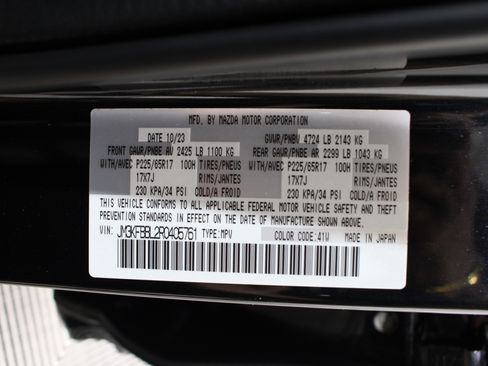 MFD. BY MAZDA MOTOR CORPORATION
DATE 10/23 GVWR/PNBV 4724 LB 2143 KG
FRONT GAWR/PNBE AV 2425 LB 1100 KG REAR GAWR/PNBE AR 2299 LB 1043 KG
WITH/AVEC P225/65R17 100H TIRES/PNEUS WITH/AVEC P225/65R17 100H TIRES/PNEUS
17X7J RIMS/JANTES 17X7J RIMS/JANTES
230 KPA/34 PSI COLD/A FROID 230 KPA/34 PSI COLD/A FROID
THIS VEHICLE CONFORMS TO ALL APPLICABLE FEDERAL MOTOR VEHICLE SAFETY AND THEFT
PREVENTION STANDARDS IN EFFECT ON THE DATE OF MANUFACTURE SHOWN ABOVE.
VIN: JM3KFBBL2R0405761 TYPE:MPV COLOR CODE:41W MADE IN JAPAN